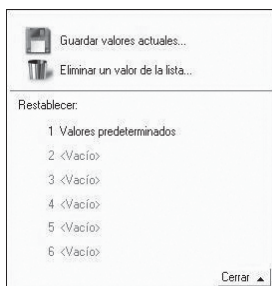 Guardar valores actuales...
Eliminar un valor de la lista...
Restablecer:
1 Valores predeterminados
2 <Vacío>
3 <Vacío>
4 <Vacío>
5 <Vacío>
6 <Vacío>
Cerrar ▲